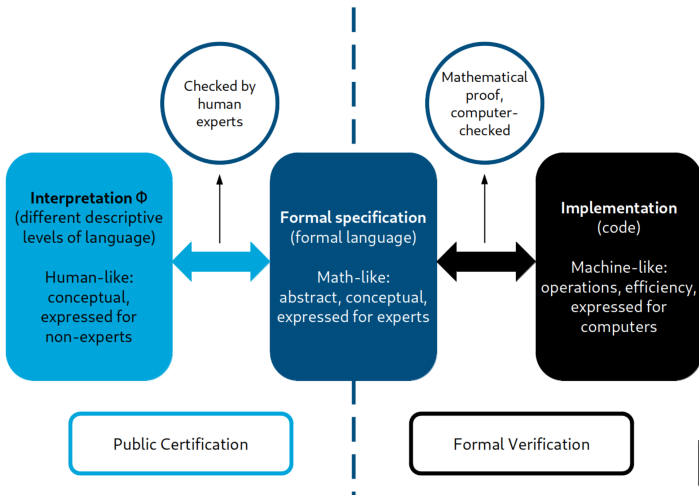 Checked by
human
experts
Mathematical
proof,
computer-
checked
Interpretation Φ
(different descriptive
levels of language)
Human-like:
conceptual,
expressed for
non-experts
Formal specification
(formal language)
Math-like:
abstract, conceptual,
expressed for experts
Implementation
(code)
Machine-like:
operations, efficiency,
expressed for
computers
Public Certification
Formal Verification